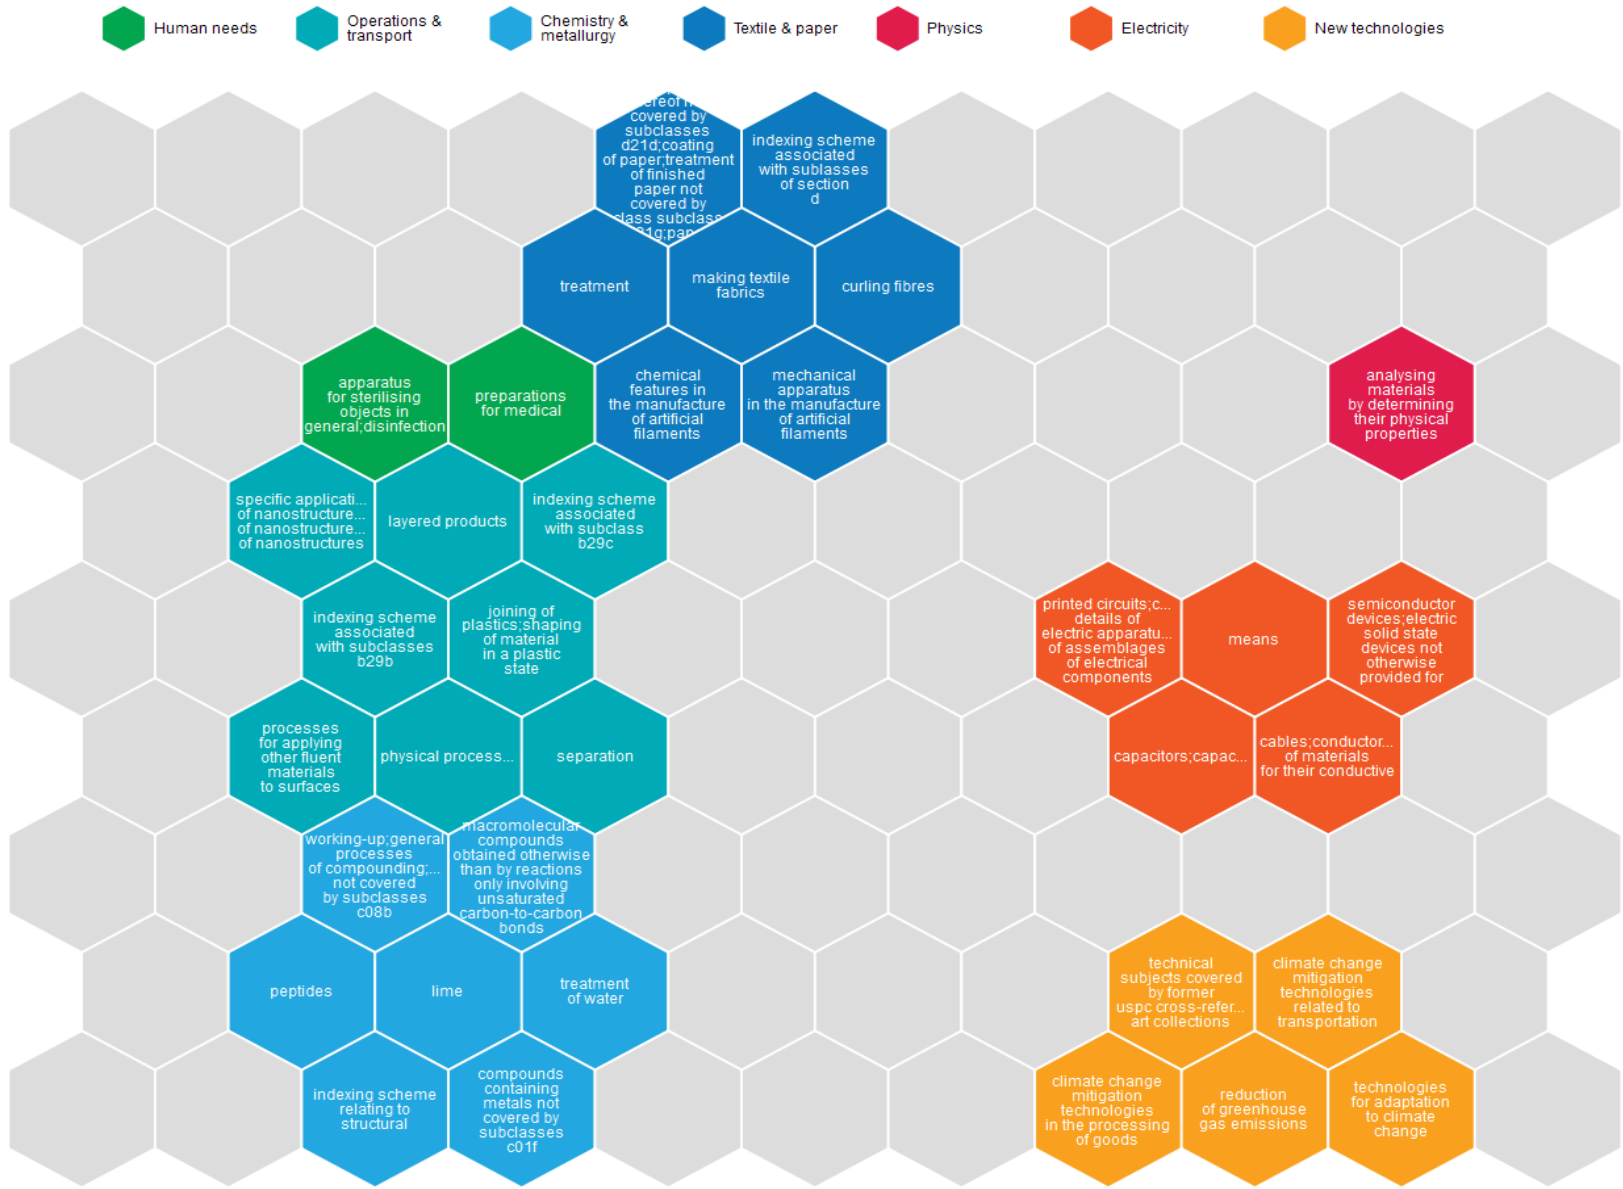 Human needs
Operations &
transport
Chemistry &
metallurgy
Textile & paper
Physics
Electricity
New technologies
covered by
subclasses
d21d;coating
of paper;treatment
of finished
paper not
covered by
class subclass
indexing scheme
associated
with sublasses
of section
d
treatment
making textile
fabrics
curling fibres
apparatus
for sterilising
objects in
general;disinfection
preparations
for medical
chemical
features in
the manufacture
of artificial
filaments
mechanical
apparatus
in the manufacture
of artificial
filaments
analysing
materials
by determining
their physical
properties
specific applicati...
of nanostructure...
of nanostructure...
of nanostructures
layered products
indexing scheme
associated
with subclass
b29c
indexing scheme
associated
with subclasses
b29b
joining of
plastics;shaping
of material
in a plastic
state
printed circuits;c...
details of
electric apparatu...
of assemblages
of electrical
components
means
semiconductor
devices;electric
solid state
devices not
otherwise
provided for
processes
for applying
other fluent
materials
to surfaces
physical process...
separation
capacitors;capac...
cables;conductor...
of materials
for their conductive
working-up;general
processes
of compounding;...
not covered
by subclasses
c08b
macromolecular
compounds
obtained otherwise
than by reactions
only involving
unsaturated
carbon-to-carbon
bonds
peptides
lime
treatment
of water
technical
subjects covered
by former
uspc cross-refer...
art collections
climate change
mitigation
technologies
related to
transportation
indexing scheme
relating to
structural
compounds
containing
metals not
covered by
subclasses
c01f
climate change
mitigation
technologies
in the processing
of goods
reduction
of greenhouse
gas emissions
technologies
for adaptation
to climate
change